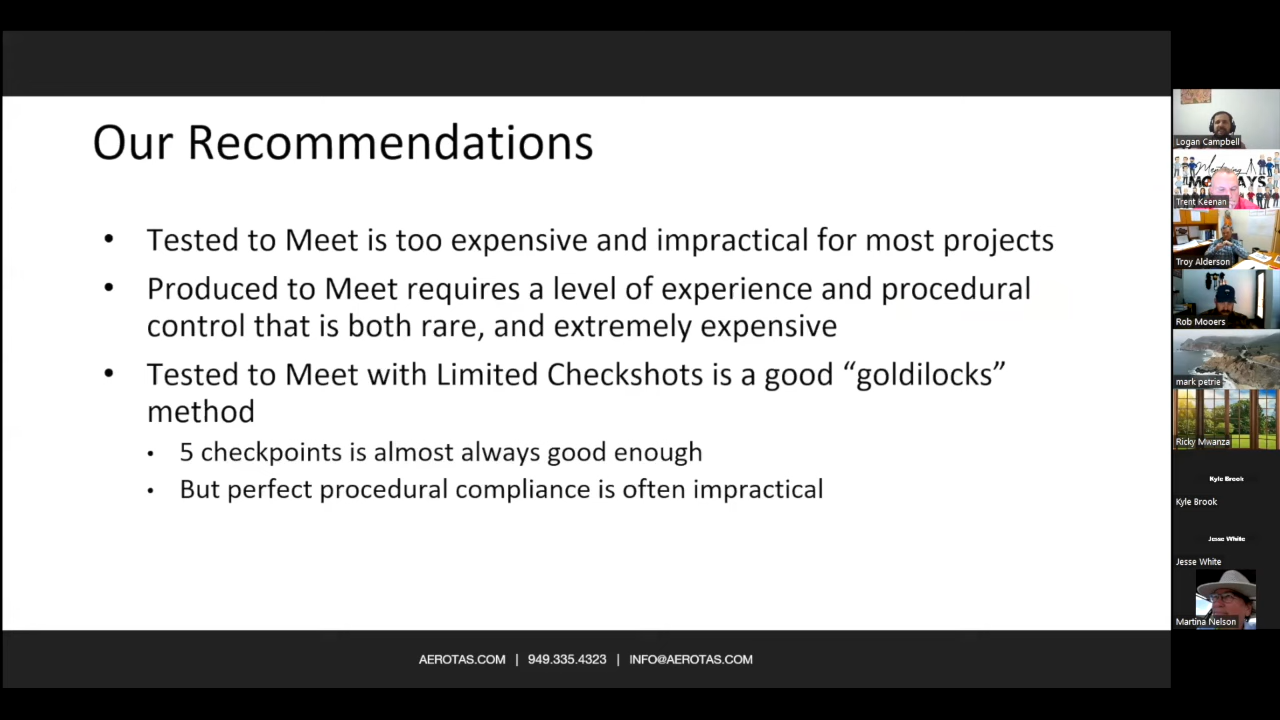 Our Recommendations
• Tested to Meet is too expensive and impractical for most projects
• Produced to Meet requires a level of experience and procedural
control that is both rare, and extremely expensive
• Tested to Meet with Limited Checkshots is a good “goldilocks”
method
• 5 checkpoints is almost always good enough
• But perfect procedural compliance is often impractical
AEROTAS.COM | 949.335.4323 | INFO@AEROTAS.COM
Logan Campbell
Trent Keenan
Troy Alderson
Rob Mooers
mark petrie
Ricky Mwanza
Kyle Brook
Kyle Brook
Jesse White
Jesse White
Martina Nelson